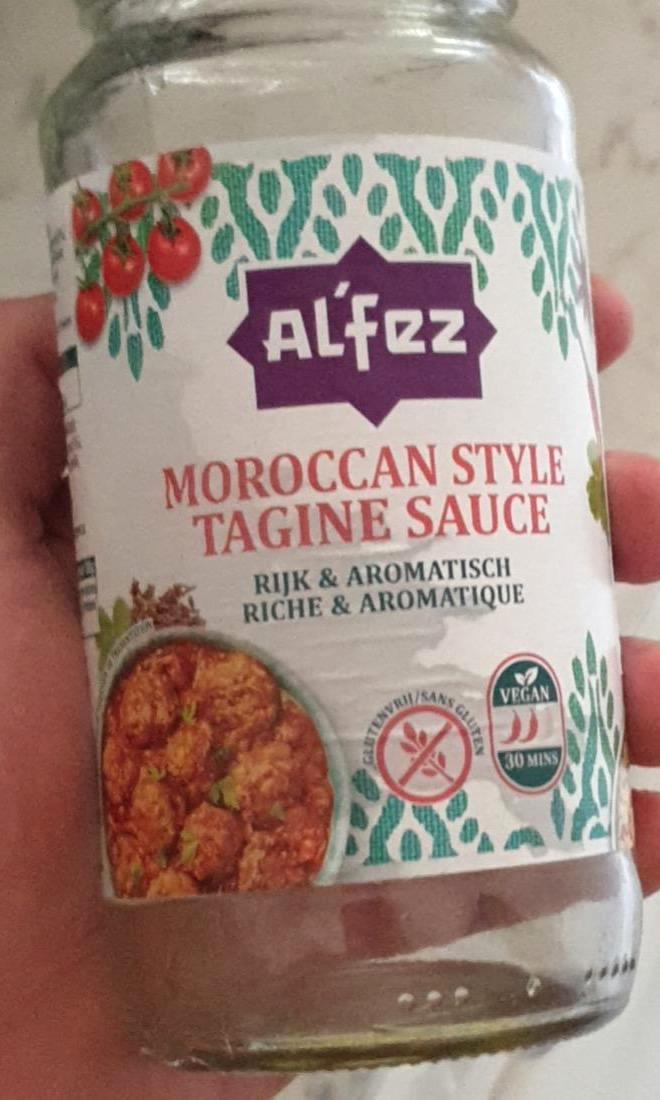 AL'FEZ
MOROCCAN STYLE
TAGINE SAUCE
RIJK & AROMATISCH
RICHE & AROMATIQUE
GLUTENVRIJ/SANS GLUTEN
VEGAN
30 MINS